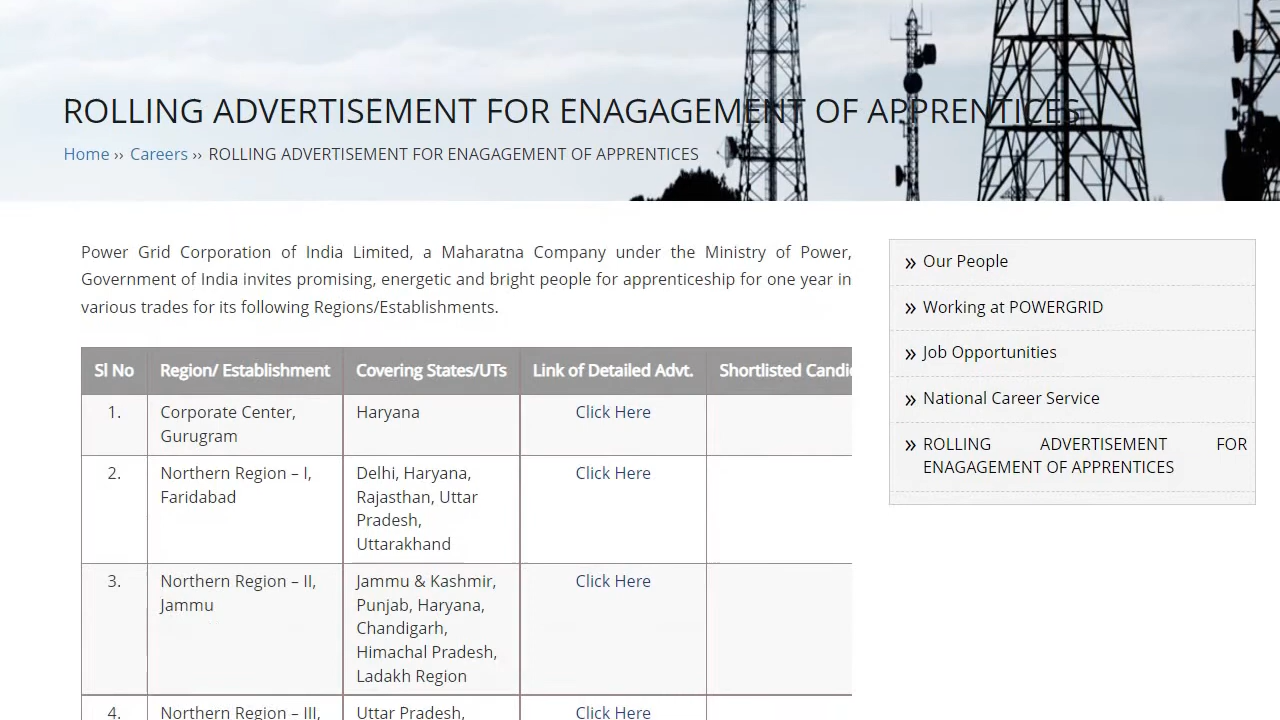 ROLLING ADVERTISEMENT FOR ENAGAGEMENT OF APPRENTICES
Home ›› Careers ›› ROLLING ADVERTISEMENT FOR ENAGAGEMENT OF APPRENTICES
Power Grid Corporation of India Limited, a Maharatna Company under the Ministry of Power,
Government of India invites promising, energetic and bright people for apprenticeship for one year in
various trades for its following Regions/Establishments.
Sl No Region/ Establishment Covering States/UTs Link of Detailed Advt. Shortlisted
1. Corporate Center, Haryana Click Here
Gurugram
2. Northern Region – I, Delhi, Haryana, Click Here
Faridabad Rajasthan, Uttar
Pradesh,
Uttarakhand
3. Northern Region – II, Jammu & Kashmir, Click Here
Jammu Punjab, Haryana,
Chandigarh,
Himachal Pradesh,
Ladakh Region
4. Northern Region – III, Uttar Pradesh, Click Here
» Our People
» Working at POWERGRID
» Job Opportunities
» National Career Service
» ROLLING ADVERTISEMENT FOR
ENAGAGEMENT OF APPRENTICES